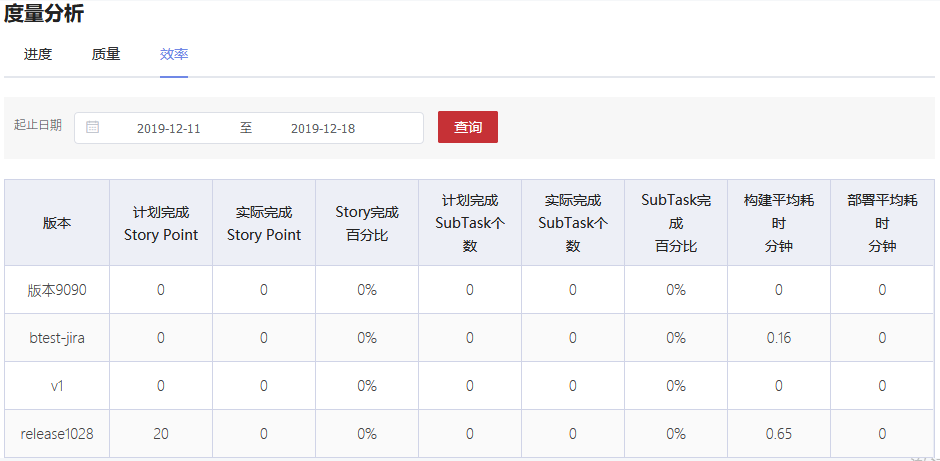 度量分析
进度 质量 效率
起止日期 2019-12-11 至 2019-12-18 查询
版本 计划完成 Story Point 实际完成 Story Point Story完成 百分比 计划完成 SubTask个 数 实际完成 SubTask个 数 SubTask完 成 百分比 构建平均耗 时 分钟 部署平均耗 时 分钟
版本9090 0 0 0% 0 0 0% 0 0
btest-jira 0 0 0% 0 0 0% 0.16 0
v1 0 0 0% 0 0 0% 0 0
release1028 20 0 0% 0 0 0% 0.65 0